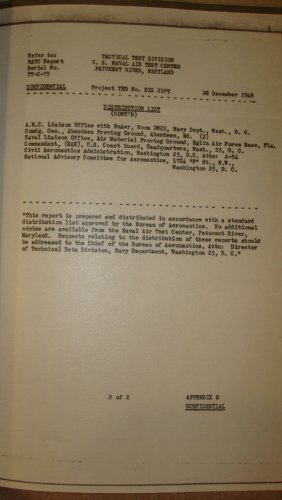 Refer to:
NATC Report
Serial No.
TT-C-75
TACTICAL TEST DIVISION
U. S. NAVAL AIR TEST CENTER
PATUXENT RIVER, MARYLAND
CONFIDENTIAL
Project TED No. BIS 21P9
28 December 1948
DISTRIBUTION LIST
(CONT'D)
A.M.C. Liaison Office with BuAer, Room 2W21, Navy Dept., Wash., D. C.
Comdg. Gen., Aberdeen Proving Ground, Aberdeen, Md. (2)
Naval Liaison Office, Air Materiel Proving Ground, Eglin Air Force Base, Fla.
Commandant, U.S. Coast Guard, Headquarters, Wash., 25, D. C.
Civil Aeronautics Administration, Washington 25, D.C. Attn: A-54
National Advisory Committee for Aeronautics, 1724 "F" St., N.W.,
Washington 25, D. C.
"This report is prepared and distributed in accordance with a standard
distribution list approved by the Bureau of Aeronautics. No additional
copies are available from the Naval Air Test Center, Patuxent River,
Maryland. Requests relating to the distribution of these reports should
be addressed to the Chief of the Bureau of Aeronautics, Attn: Director
of Technical Data Division, Navy Department, Washington 25, D. C."
2 of 2
APPENDIX D
CONFIDENTIAL